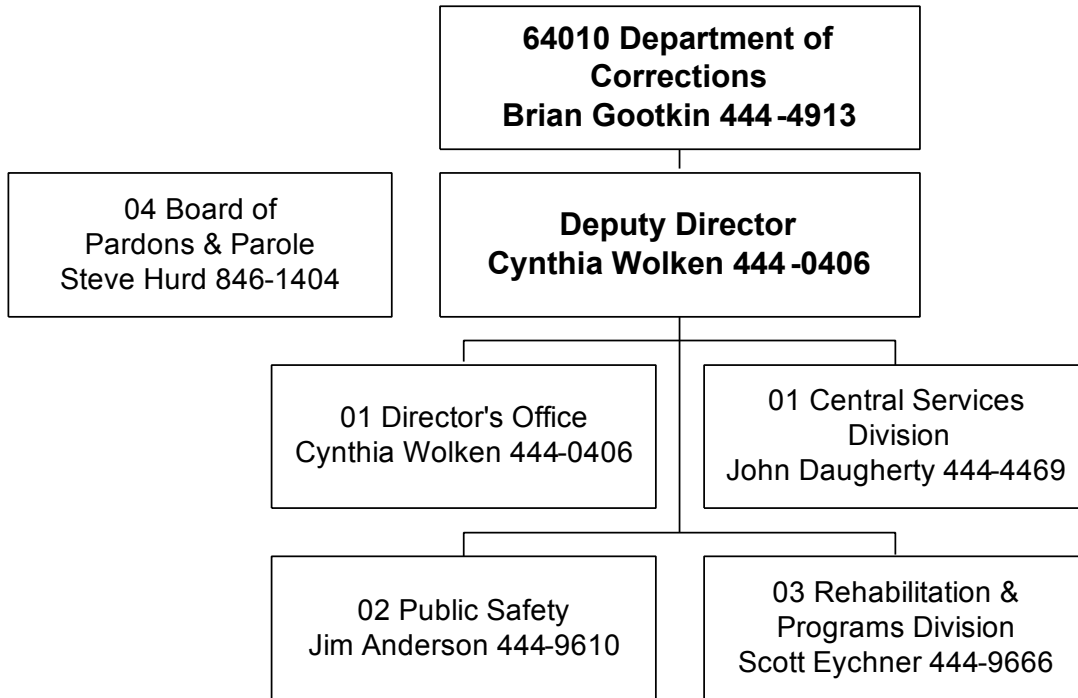 64010 Department of
Corrections
Brian Gootkin 444-4913
04 Board of
Pardons & Parole
Steve Hurd 846-1404
Deputy Director
Cynthia Wolken 444-0406
01 Director's Office
Cynthia Wolken 444-0406
01 Central Services
Division
John Daugherty 444-4469
02 Public Safety
Jim Anderson 444-9610
03 Rehabilitation &
Programs Division
Scott Eychner 444-9666